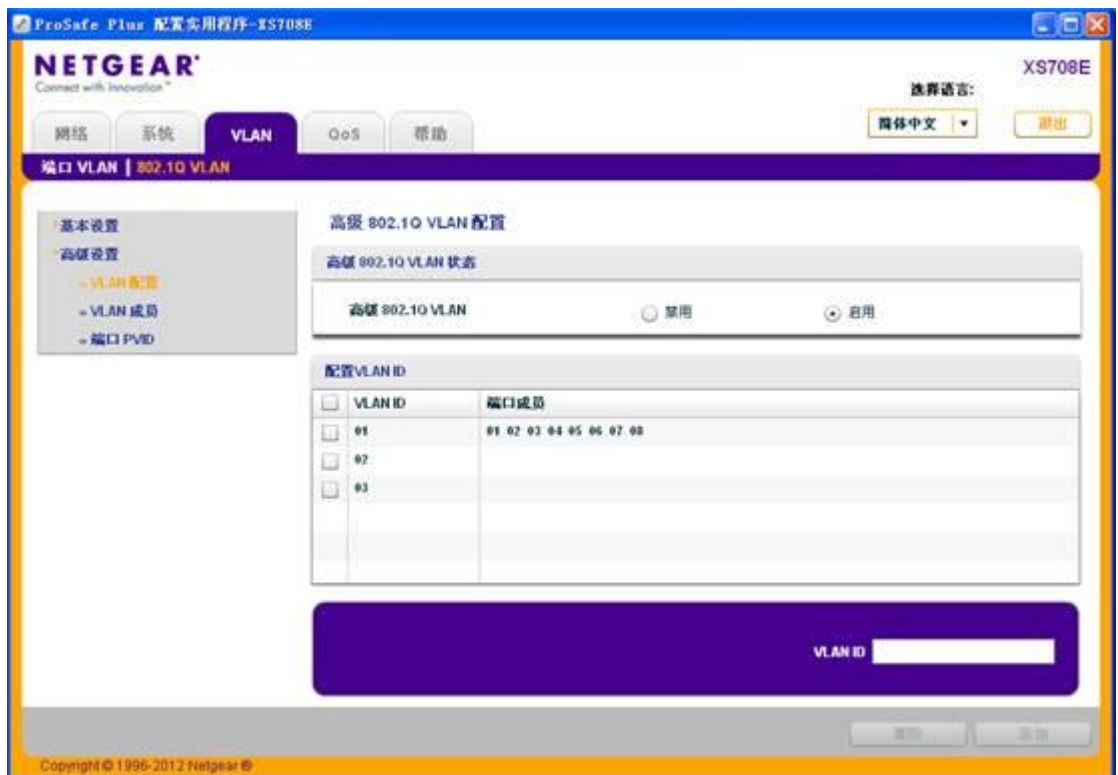 ProSafe Plus 配置实用程序-XS708E
NETGEAR
Connect with Innovation™
XS708E
选择语言:
简体中文
退出
网络
系统
VLAN
QoS
帮助
端口 VLAN | 802.1Q VLAN
基本设置
高级设置
VLAN 配置
VLAN 成员
端口 PVID
高级 802.1Q VLAN 配置
高级 802.1Q VLAN 状态
高级 802.1Q VLAN
禁用
启用
配置VLAN ID
VLAN ID 端口成员
01 01 02 03 04 05 06 07 08
02
03
VLAN ID
删除
添加
Copyright © 1996-2012 Netgear ®